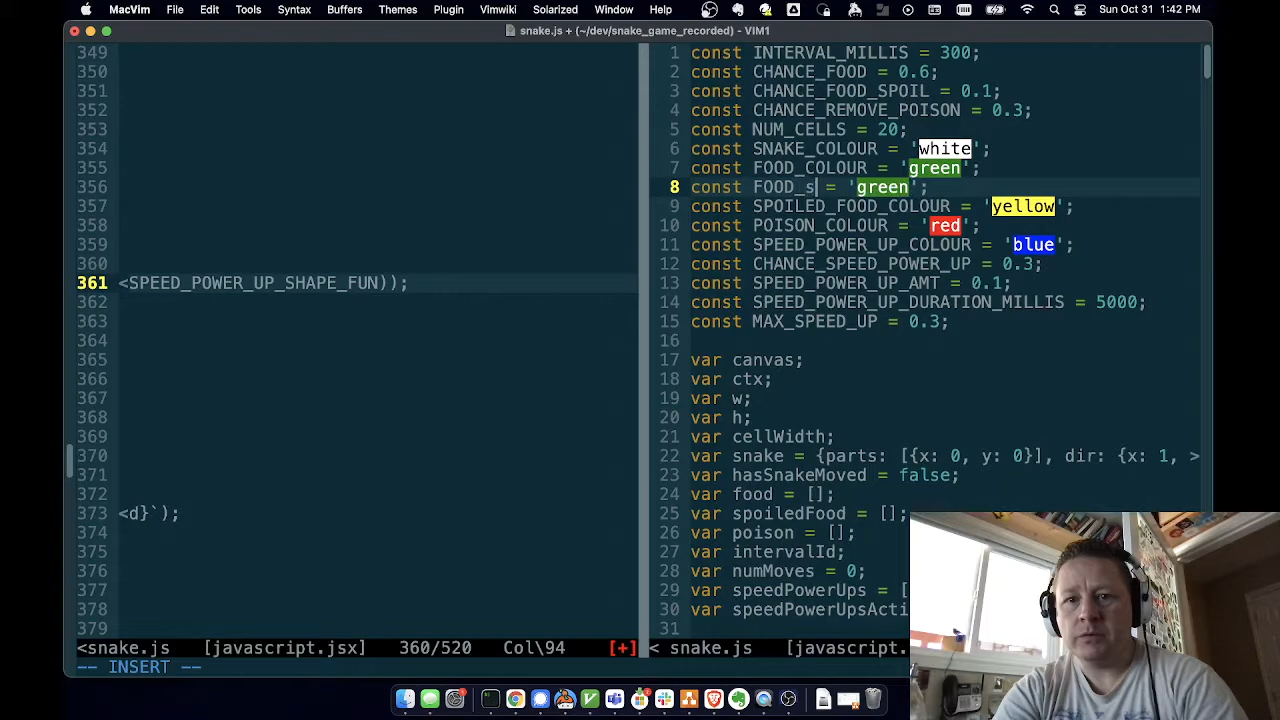 MacVim File Edit Tools Syntax Buffers Themes Plugin Vimwiki Solarized Window Help Sun Oct 31 1:42 PM
snake.js + (~/dev/snake_game_recorded) - VIM1
349
350
351
352
353
354
355
356
357
358
359
360
361 <SPEED_POWER_UP_SHAPE_FUN));
362
363
364
365
366
367
368
369
370
371
372
373 <d}`);
374
375
376
377
378
379
<snake.js [javascript.jsx] 360/520 Col\94 [+]
-- INSERT --
1 const INTERVAL_MILLIS = 300;
2 const CHANCE_FOOD = 0.6;
3 const CHANCE_FOOD_SPOIL = 0.1;
4 const CHANCE_REMOVE_POISON = 0.3;
5 const NUM_CELLS = 20;
6 const SNAKE_COLOUR = 'white';
7 const FOOD_COLOUR = 'green';
8 const FOOD_s = 'green';
9 const SPOILED_FOOD_COLOUR = 'yellow';
10 const POISON_COLOUR = 'red';
11 const SPEED_POWER_UP_COLOUR = 'blue';
12 const CHANCE_SPEED_POWER_UP = 0.3;
13 const SPEED_POWER_UP_AMT = 0.1;
14 const SPEED_POWER_UP_DURATION_MILLIS = 5000;
15 const MAX_SPEED_UP = 0.3;
16
17 var canvas;
18 var ctx;
19 var w;
20 var h;
21 var cellWidth;
22 var snake = {parts: [{x: 0, y: 0}], dir: {x: 1, >
23 var hasSnakeMoved = false;
24 var food = [];
25 var spoiledFood = [];
26 var poison = [];
27 var intervalId;
28 var numMoves = 0;
29 var speedPowerUps = [
30 var speedPowerUpsActi
31
< snake.js [javascript.